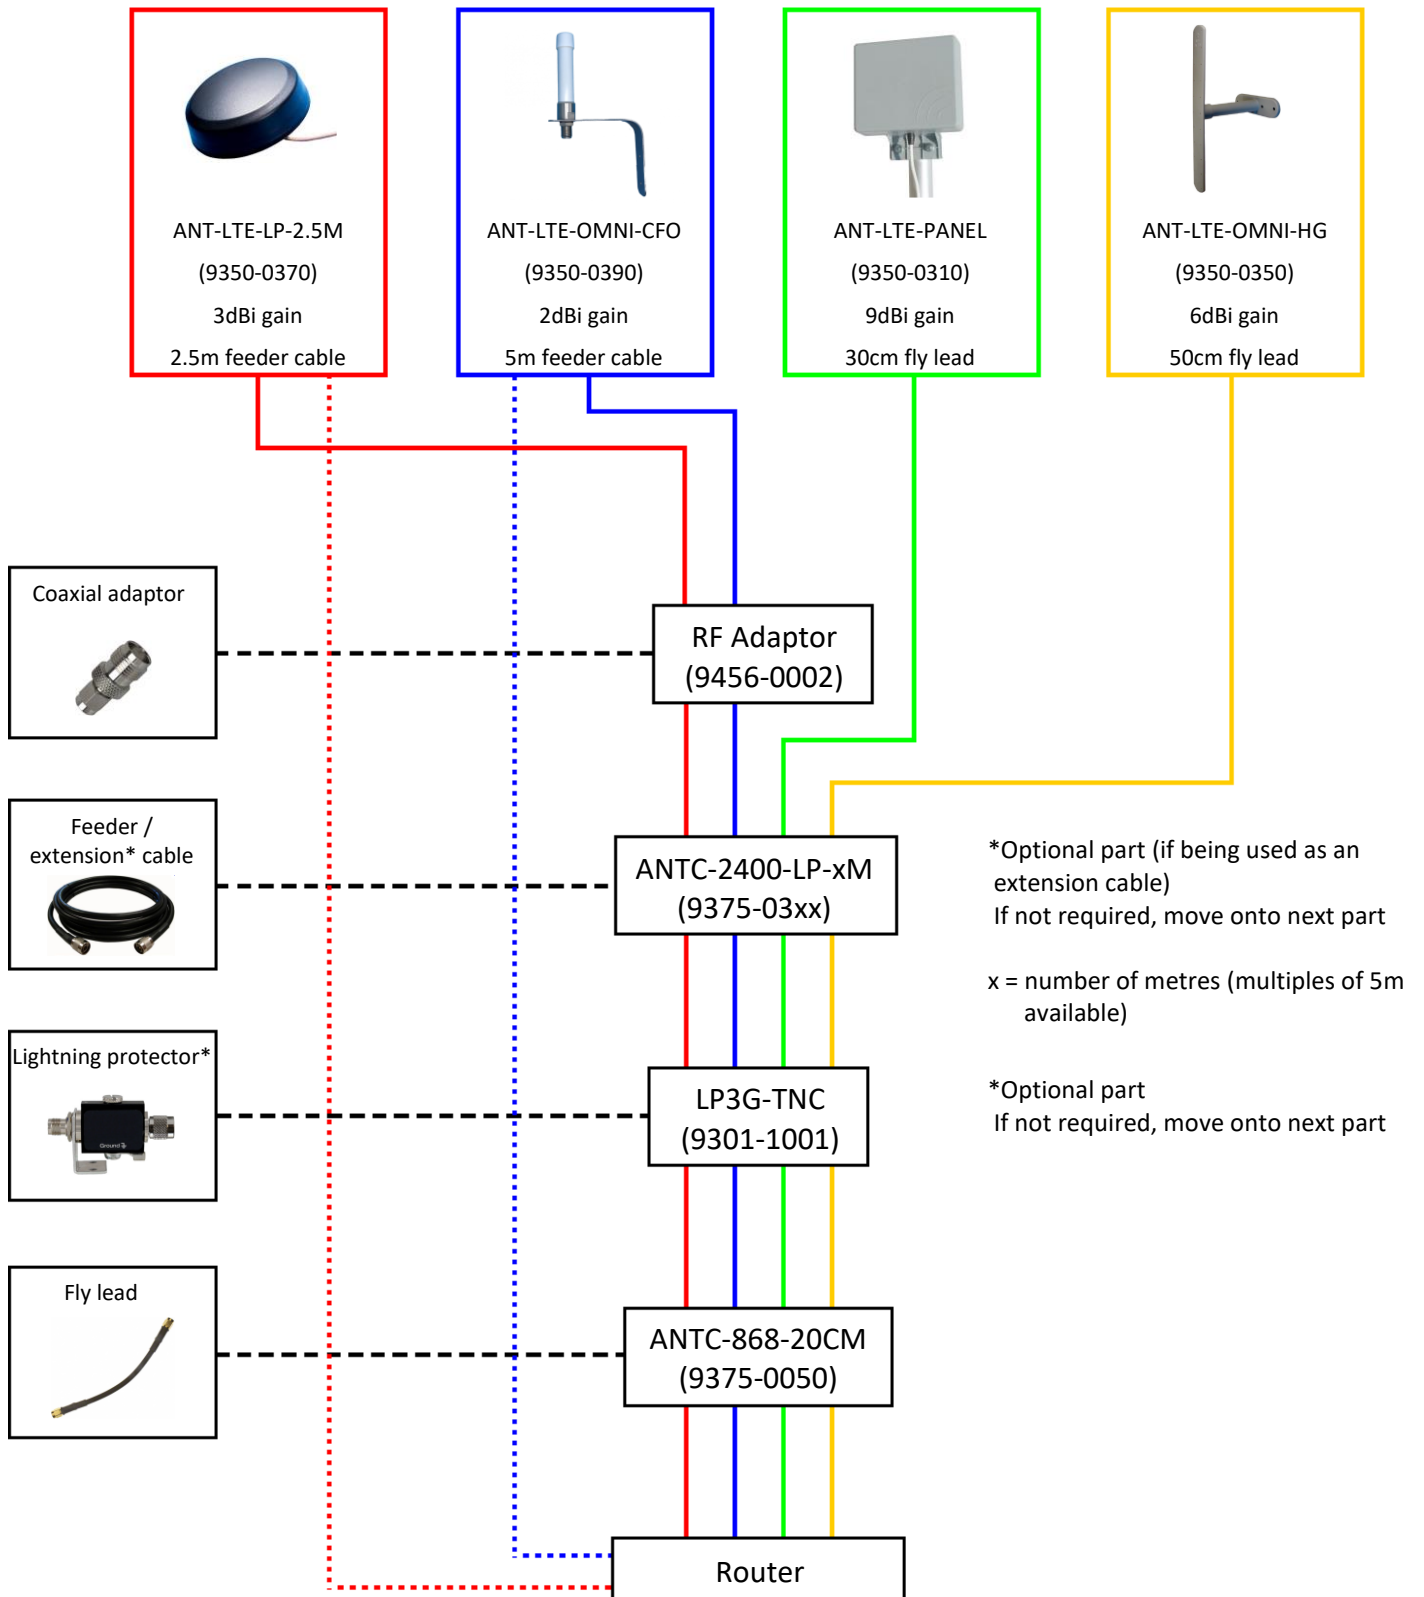 ANT-LTE-LP-2.5M
(9350-0370)
3dBi gain
2.5m feeder cable
ANT-LTE-OMNI-CFO
(9350-0390)
2dBi gain
5m feeder cable
ANT-LTE-PANEL
(9350-0310)
9dBi gain
30cm fly lead
ANT-LTE-OMNI-HG
(9350-0350)
6dBi gain
50cm fly lead
Coaxial adaptor
RF Adaptor
(9456-0002)
Feeder /
extension* cable
ANTC-2400-LP-xM
(9375-03xx)
*Optional part (if being used as an
extension cable)
If not required, move onto next part
x = number of metres (multiples of 5m
available)
Lightning protector*
Ground
LP3G-TNC
(9301-1001)
*Optional part
If not required, move onto next part
Fly lead
ANTC-868-20CM
(9375-0050)
Router